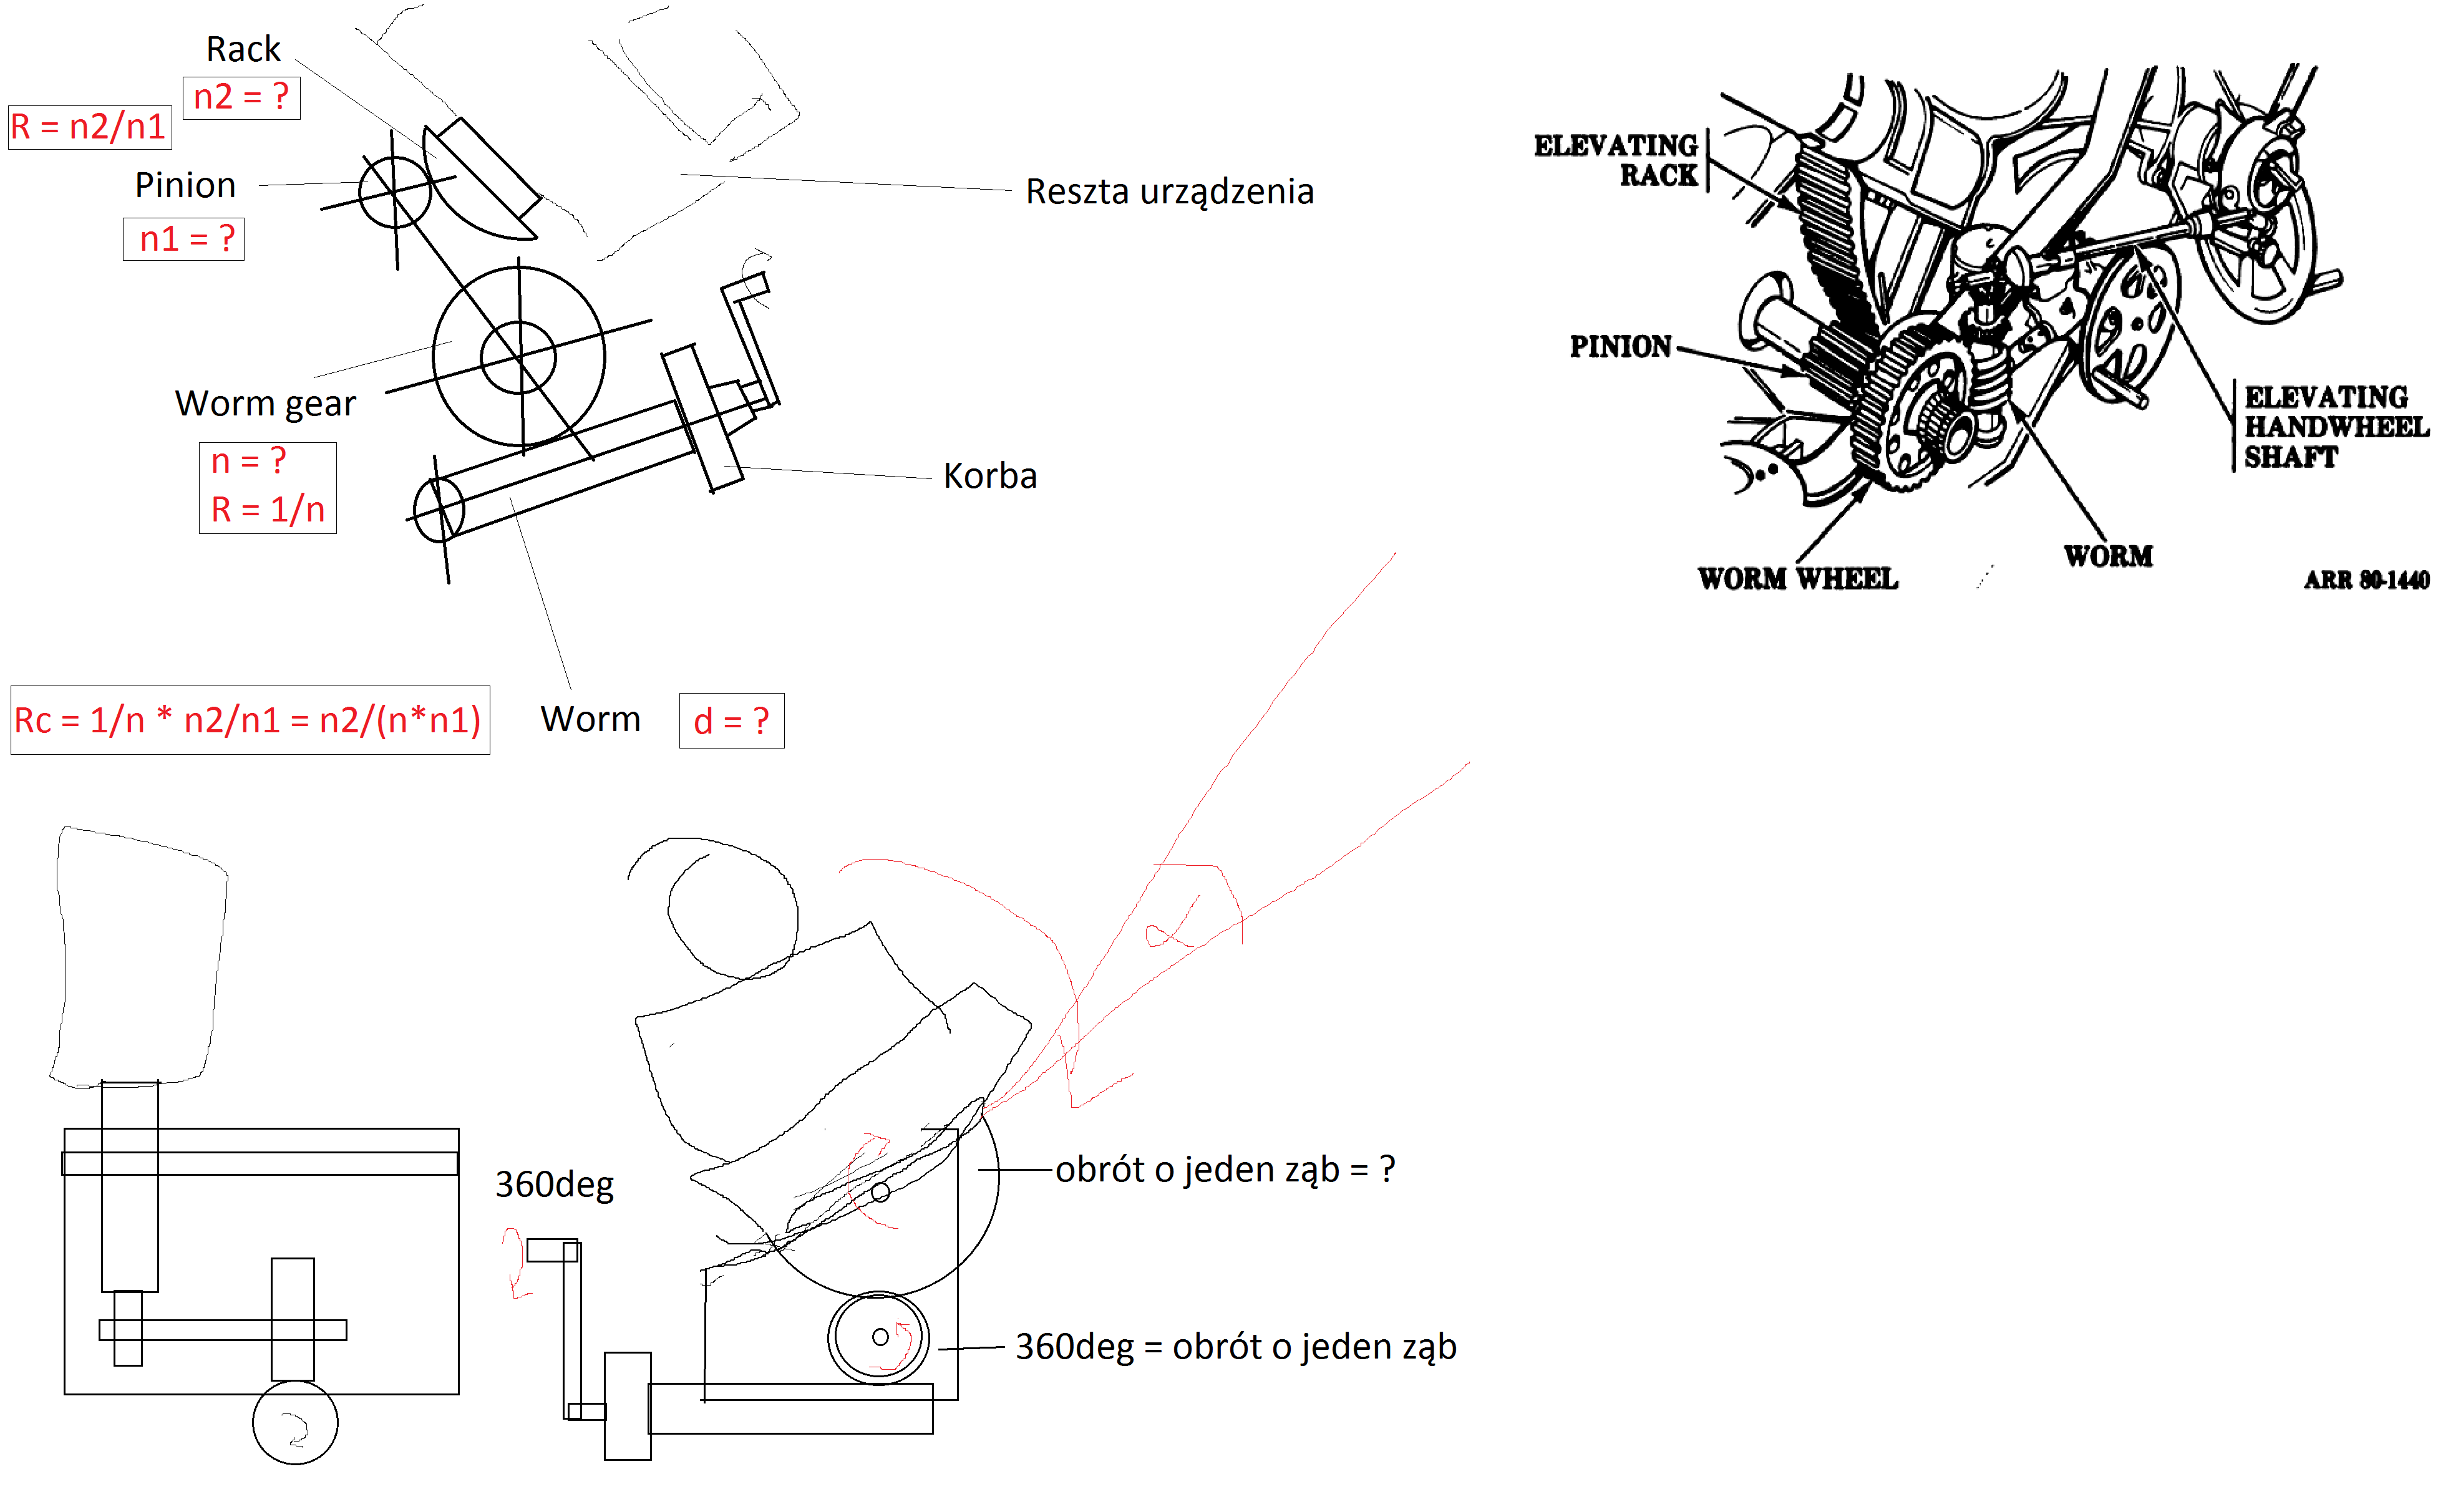 Rack
n2 = ?
R = n2/n1
Pinion
n1 = ?
Reszta urządzenia
Worm gear
n = ?
R = 1/n
Korba
Rc = 1/n * n2/n1 = n2/(n*n1)
Worm
d = ?
ELEVATING
RACK
PINION
ELEVATING
HANDWHEEL
SHAFT
WORM
WORM WHEEL
ARR 80-1440
α
360deg
obrót o jeden ząb = ?
360deg = obrót o jeden ząb